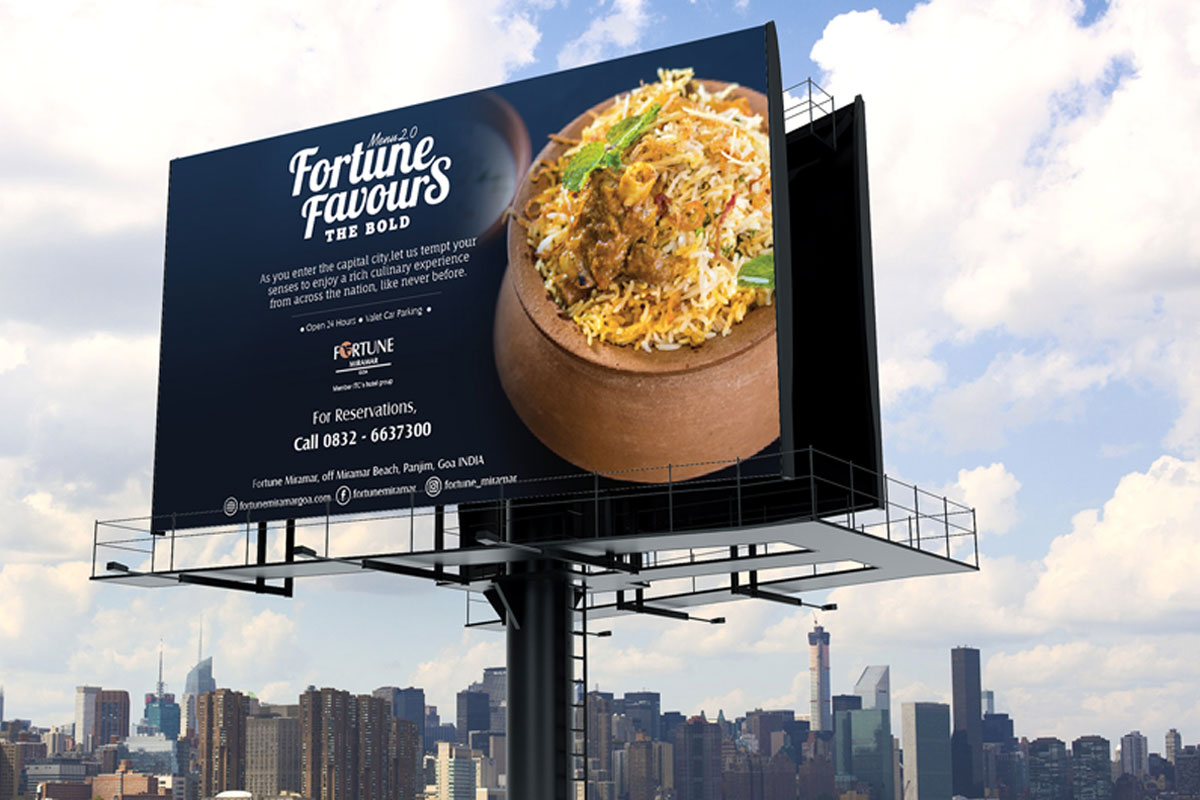 Menu 2.0
Fortune
Favours
THE BOLD
As you enter the capital city,let us tempt your
senses to enjoy a rich culinary experience
from across the nation, like never before.
• Open 24 Hours • Valet Car Parking •
FORTUNE
MIRAMAR
GOA
Member ITC's hotel group
For Reservations,
Call 0832 - 6637300
Fortune Miramar, off Miramar Beach, Panjim, Goa INDIA
fortunemiramargoa.com fortunemiramar fortune_miramar